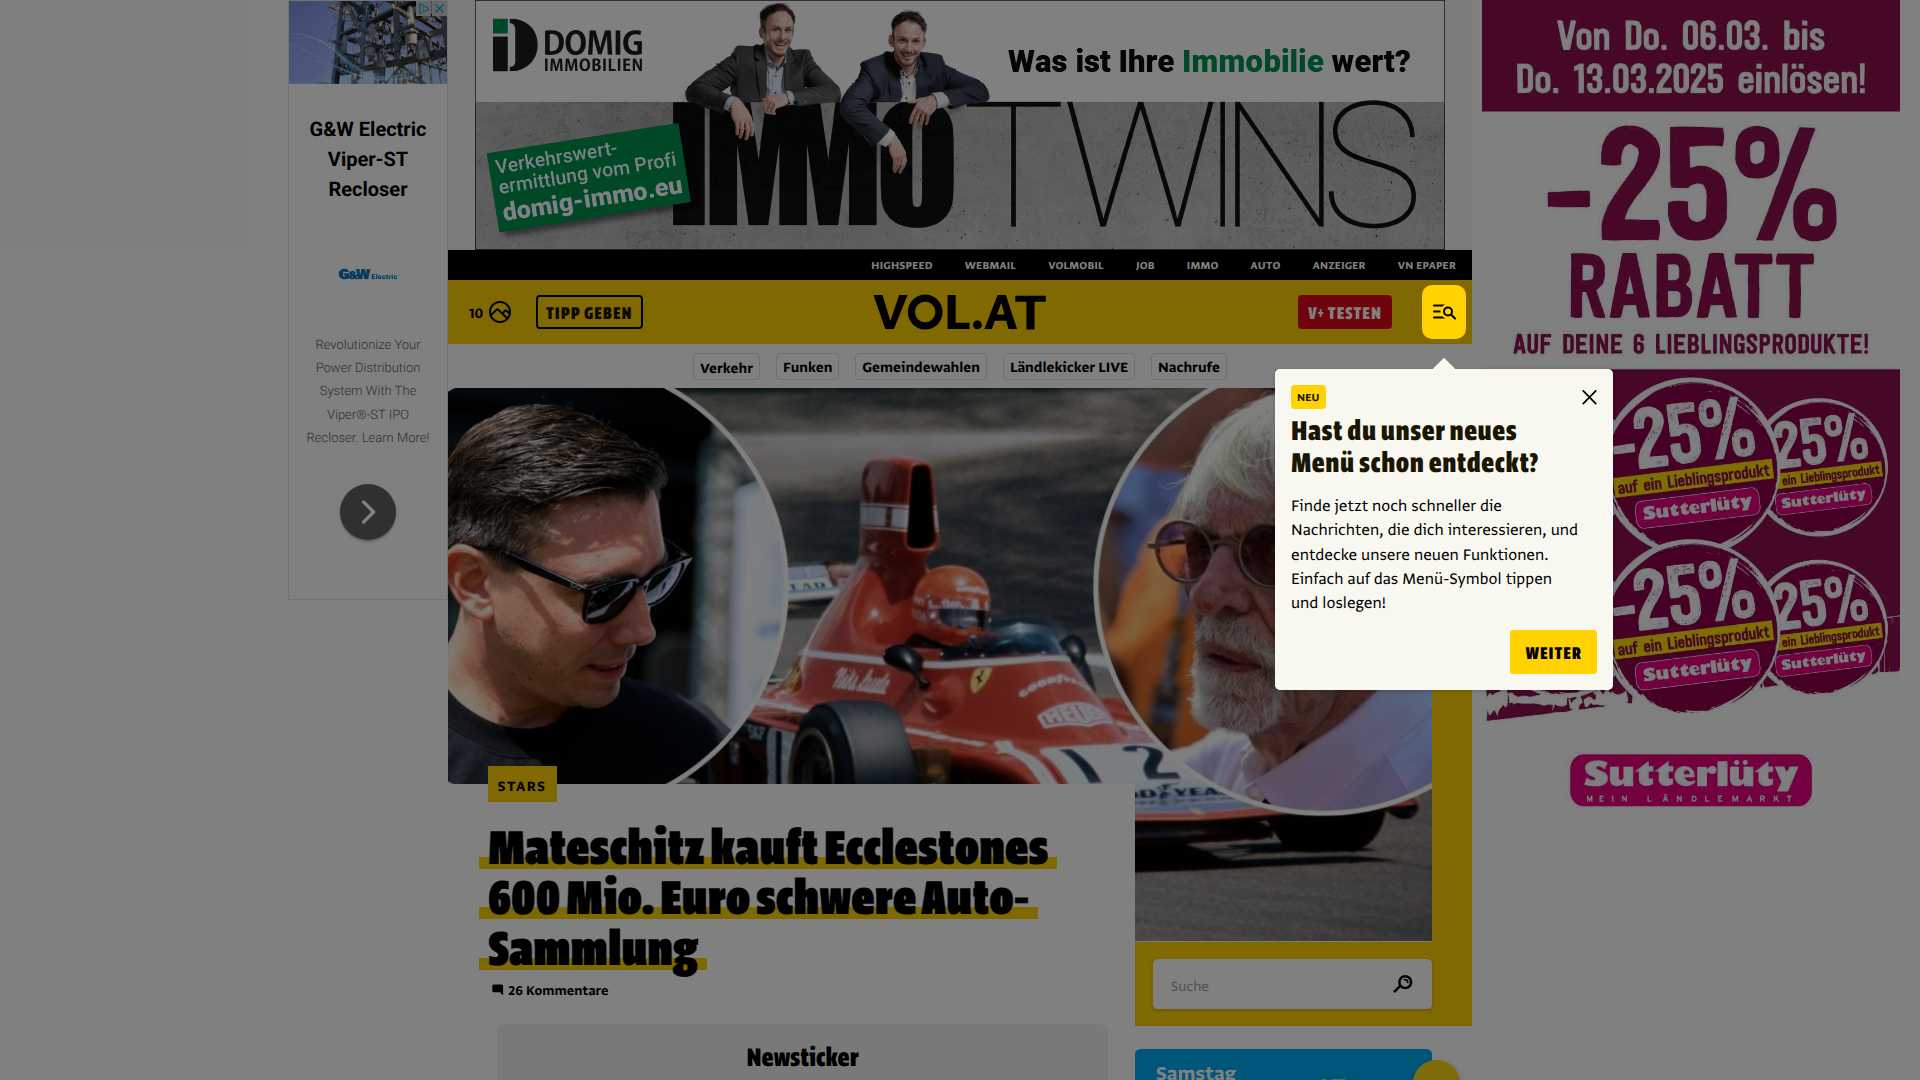 G&W Electric
Viper-ST
Recloser
G&W Electric
Revolutionize Your
Power Distribution
System With The
Viper®-ST IPO
Recloser. Learn More!
DOMIG
IMMOBILIEN
Was ist Ihre Immobilie wert?
Verkehrswert-
ermittlung vom Profi
domig-immo.eu
IMMO TWINS
Von Do. 06.03. bis
Do. 13.03.2025 einlösen!
-25%
RABATT
AUF DEINE 6 LIEBLINGSPRODUKTE!
-25%
auf ein Lieblingsprodukt
Sutterlüty
25%
ein Lieblingsprodukt
Sutterlüty
-25%
auf ein Lieblingsprodukt
Sutterlüty
25%
ein Lieblingsprodukt
Sutterlüty
Sutterlüty
MEIN LÄNDLEMARKT
HIGHSPEED WEBMAIL VOLMOBIL JOB IMMO AUTO ANZEIGER VN EPAPER
10 TIPP GEBEN VOL.AT V+ TESTEN
Verkehr Funken Gemeindewahlen Ländlekicker LIVE Nachrufe
NEU
Hast du unser neues
Menü schon entdeckt?
Finde jetzt noch schneller die
Nachrichten, die dich interessieren, und
entdecke unsere neuen Funktionen.
Einfach auf das Menü-Symbol tippen
und loslegen!
WEITER
Niki Lauda
GOODYEAR
HEUER
12
STARS
Mateschitz kauft Ecclestones
600 Mio. Euro schwere Auto-
Sammlung
26 Kommentare
Newsticker
Suche
Samstag